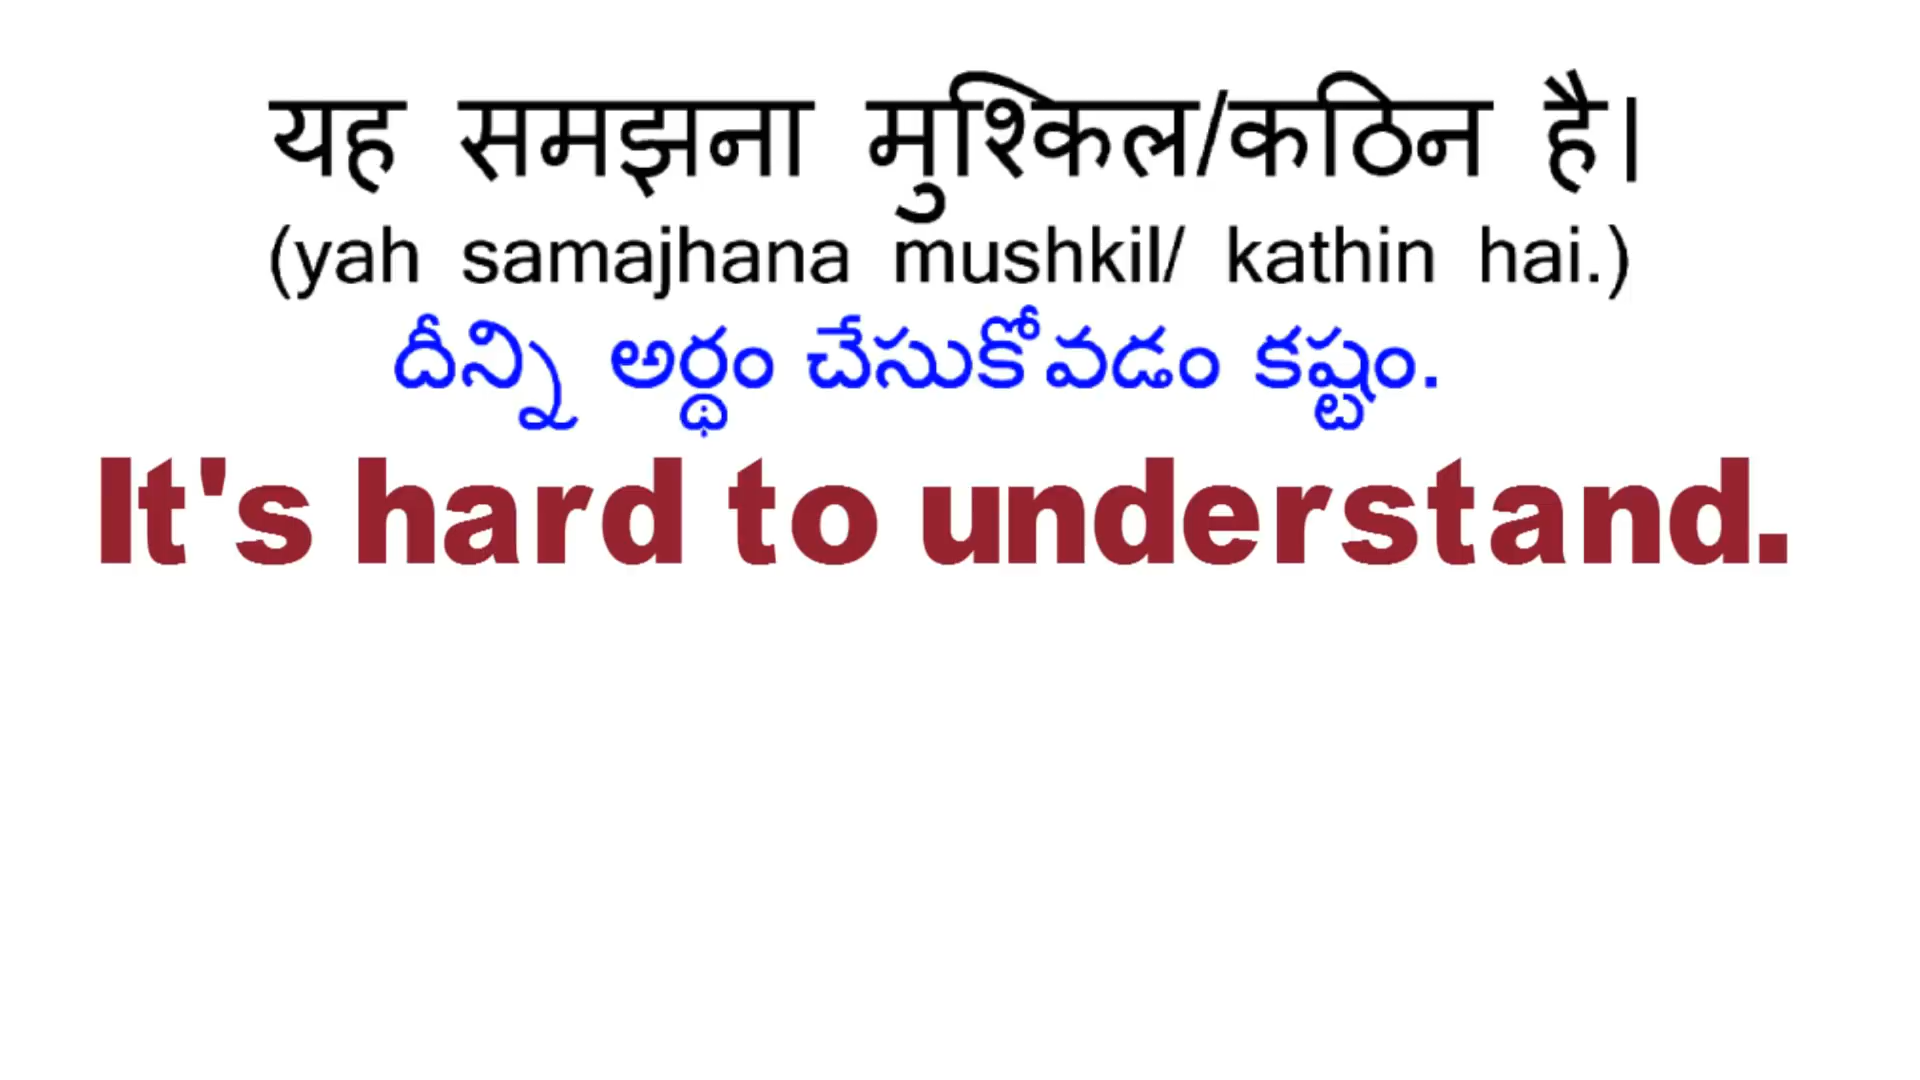 यह समझना मुश्किल/कठिन है।
(yah samajhana mushkil/ kathin hai.)
దీన్ని అర్థం చేసుకోవడం కష్టం.
It's hard to understand.